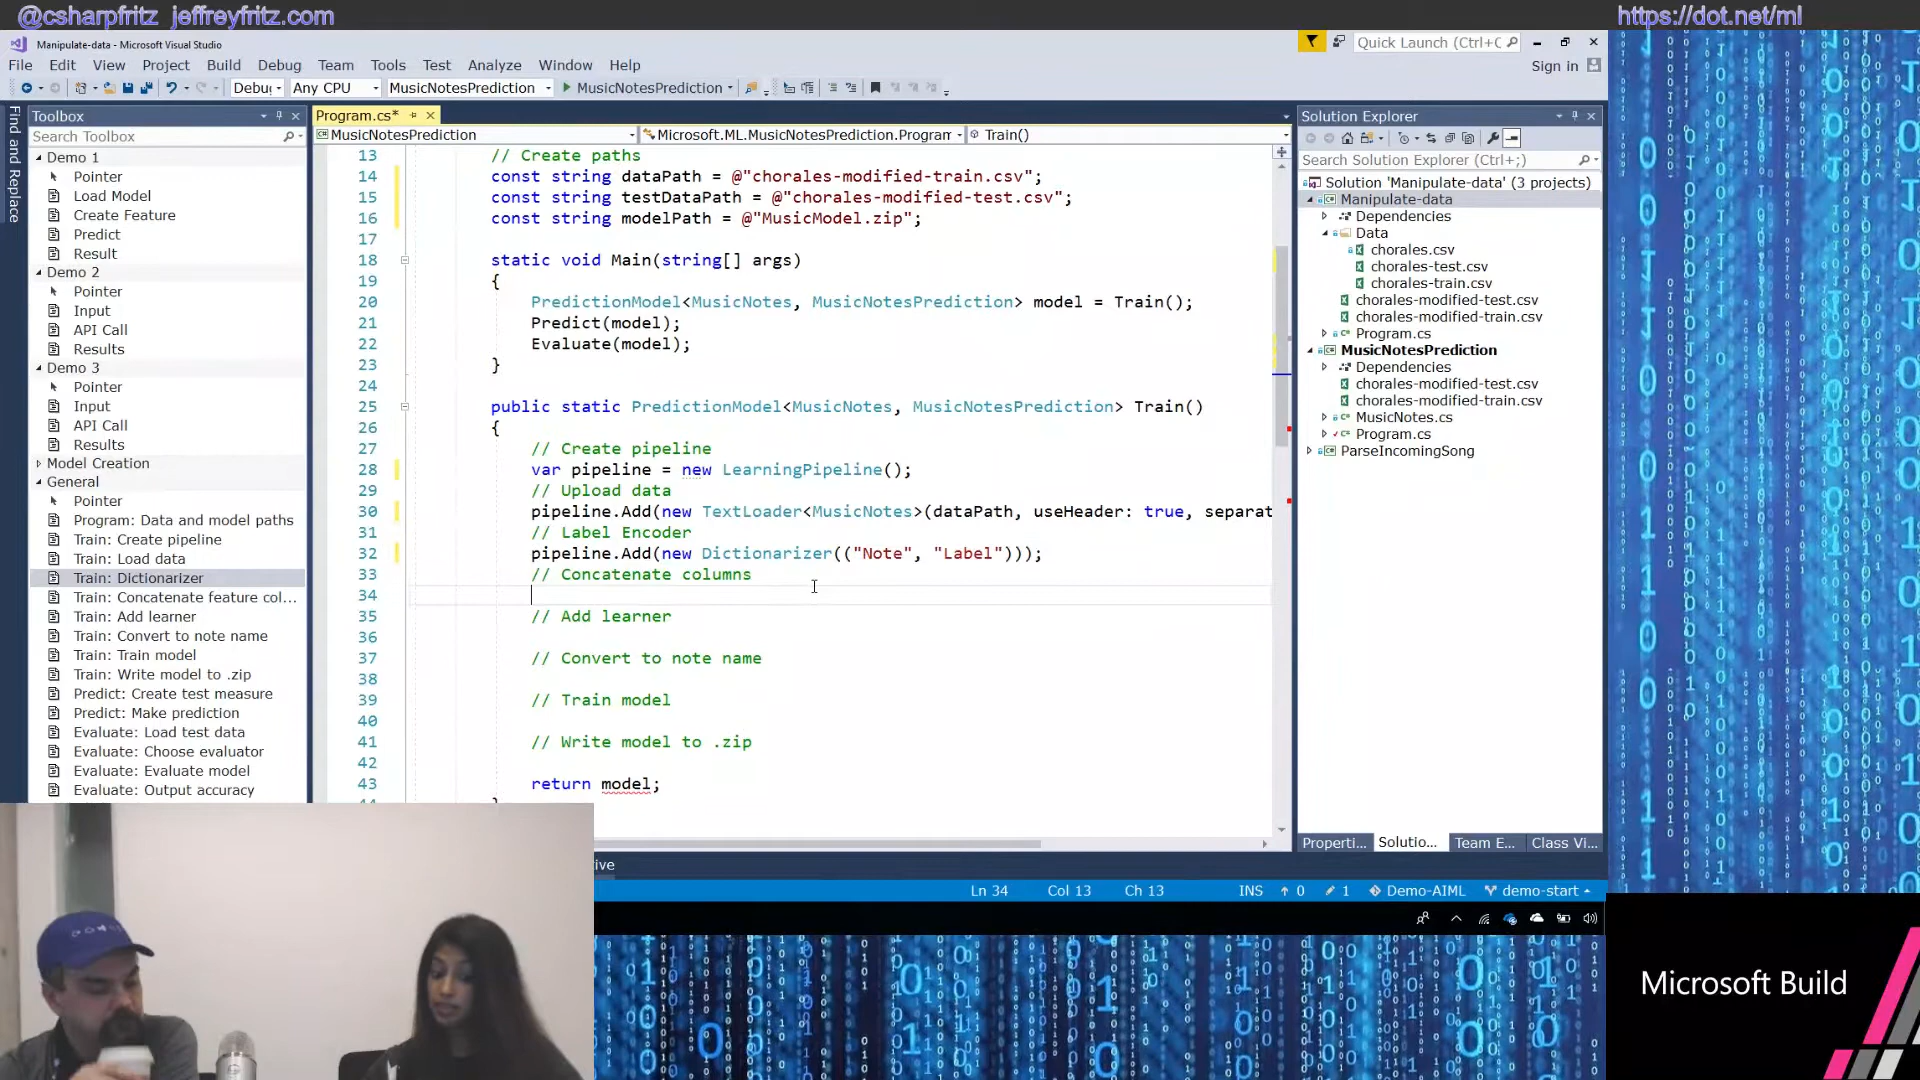 @csharpfritz jeffreyfritz.com
https://dot.net/ml
Manipulate-data - Microsoft Visual Studio
Quick Launch (Ctrl+Q
File Edit View Project Build Debug Team Tools Test Analyze Window Help
Sign in
Debug Any CPU MusicNotesPrediction MusicNotesPrediction
Find and Replace
Toolbox
Search Toolbox
Demo 1
Pointer
Load Model
Create Feature
Predict
Result
Demo 2
Pointer
Input
API Call
Results
Demo 3
Pointer
Input
API Call
Results
Model Creation
General
Pointer
Program: Data and model paths
Train: Create pipeline
Train: Load data
Train: Dictionarizer
Train: Concatenate feature col...
Train: Add learner
Train: Convert to note name
Train: Train model
Train: Write model to .zip
Predict: Create test measure
Predict: Make prediction
Evaluate: Load test data
Evaluate: Choose evaluator
Evaluate: Evaluate model
Evaluate: Output accuracy
Program.cs*
MusicNotesPrediction Microsoft.ML.MusicNotesPrediction.Program Train()
13 // Create paths
14 const string dataPath = @"chorales-modified-train.csv";
15 const string testDataPath = @"chorales-modified-test.csv";
16 const string modelPath = @"MusicModel.zip";
17
18 static void Main(string[] args)
19 {
20 PredictionModel<MusicNotes, MusicNotesPrediction> model = Train();
21 Predict(model);
22 Evaluate(model);
23 }
24
25 public static PredictionModel<MusicNotes, MusicNotesPrediction> Train()
26 {
27 // Create pipeline
28 var pipeline = new LearningPipeline();
29 // Upload data
30 pipeline.Add(new TextLoader<MusicNotes>(dataPath, useHeader: true, separat
31 // Label Encoder
32 pipeline.Add(new Dictionarizer(("Note", "Label")));
33 // Concatenate columns
34
35 // Add learner
36
37 // Convert to note name
38
39 // Train model
40
41 // Write model to .zip
42
43 return model;
Solution Explorer
Search Solution Explorer (Ctrl+;)
Solution 'Manipulate-data' (3 projects)
Manipulate-data
Dependencies
Data
chorales.csv
chorales-test.csv
chorales-train.csv
chorales-modified-test.csv
chorales-modified-train.csv
Program.cs
MusicNotesPrediction
Dependencies
chorales-modified-test.csv
chorales-modified-train.csv
MusicNotes.cs
Program.cs
ParseIncomingSong
Properti... Solutio... Team E... Class Vi...
tive
Ln 34 Col 13 Ch 13 INS 0 1 Demo-AIML demo-start
Microsoft Build